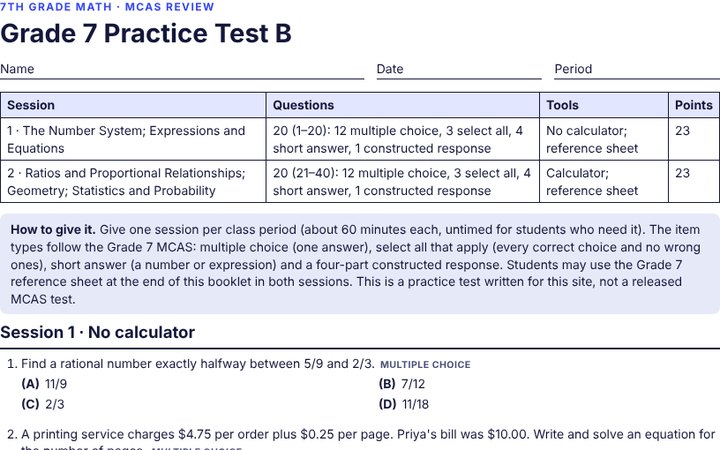 7TH GRADE MATH · MCAS REVIEW
Grade 7 Practice Test B
Name Date Period
Session Questions Tools Points
1 · The Number System; Expressions and Equations 20 (1–20): 12 multiple choice, 3 select all, 4 short answer, 1 constructed response No calculator; reference sheet 23
2 · Ratios and Proportional Relationships; Geometry; Statistics and Probability 20 (21–40): 12 multiple choice, 3 select all, 4 short answer, 1 constructed response Calculator; reference sheet 23
How to give it. Give one session per class period (about 60 minutes each, untimed for students who need it). The item
types follow the Grade 7 MCAS: multiple choice (one answer), select all that apply (every correct choice and no wrong
ones), short answer (a number or expression) and a four-part constructed response. Students may use the Grade 7
reference sheet at the end of this booklet in both sessions. This is a practice test written for this site, not a released
MCAS test.
Session 1 · No calculator
1. Find a rational number exactly halfway between 5/9 and 2/3. MULTIPLE CHOICE
(A) 11/9 (B) 7/12
(C) 2/3 (D) 11/18
2. A printing service charges $4.75 per order plus $0.25 per page. Priya's bill was $10.00. Write and solve an equation for
the number of pages. MULTIPLE CHOICE